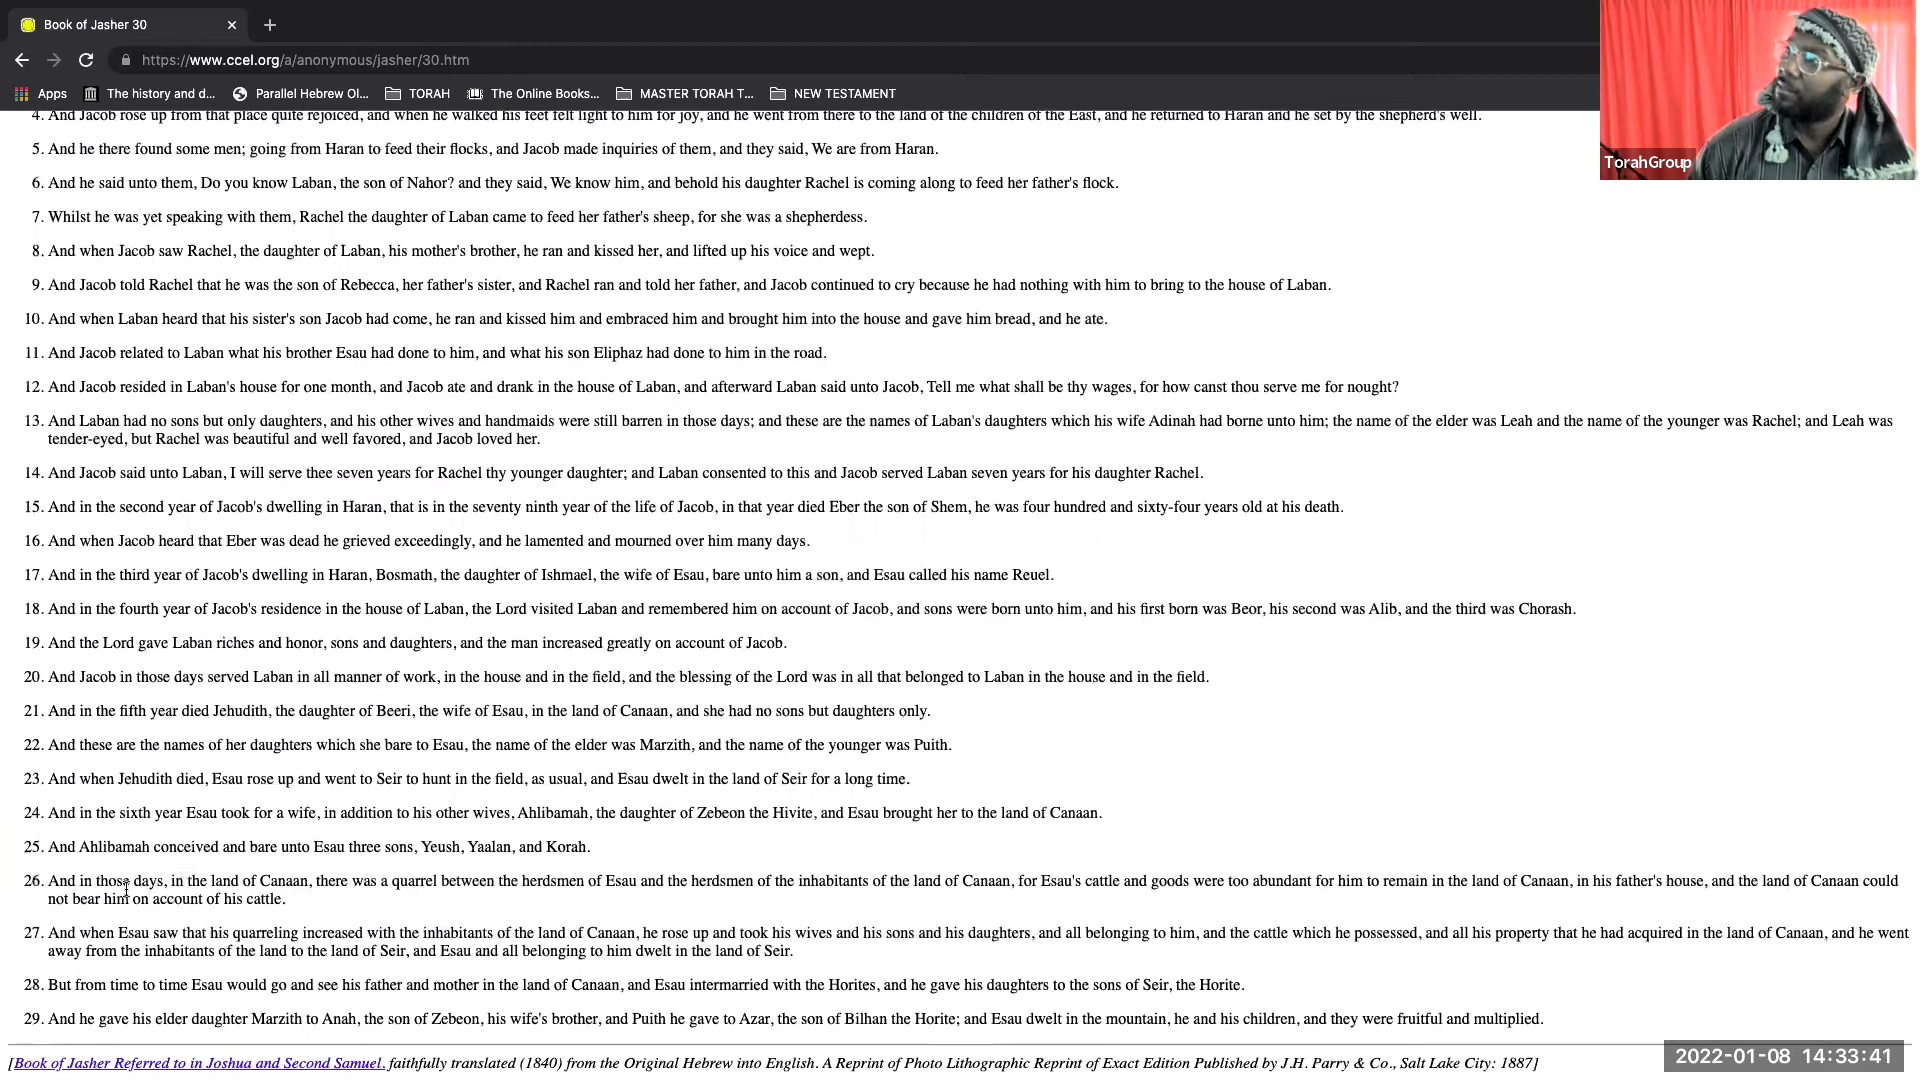 Book of Jasher 30
https://www.ccel.org/a/anonymous/jasher/30.htm
Apps
The history and d...
Parallel Hebrew Ol...
TORAH
The Online Books...
MASTER TORAH T...
NEW TESTAMENT
TorahGroup
4. And Jacob rose up from that place quite rejoiced, and when he walked his feet felt light to him for joy, and he went from there to the land of the children of the East, and he returned to Haran and he set by the shepherd's well.
5. And he there found some men; going from Haran to feed their flocks, and Jacob made inquiries of them, and they said, We are from Haran.
6. And he said unto them, Do you know Laban, the son of Nahor? and they said, We know him, and behold his daughter Rachel is coming along to feed her father's flock.
7. Whilst he was yet speaking with them, Rachel the daughter of Laban came to feed her father's sheep, for she was a shepherdess.
8. And when Jacob saw Rachel, the daughter of Laban, his mother's brother, he ran and kissed her, and lifted up his voice and wept.
9. And Jacob told Rachel that he was the son of Rebecca, her father's sister, and Rachel ran and told her father, and Jacob continued to cry because he had nothing with him to bring to the house of Laban.
10. And when Laban heard that his sister's son Jacob had come, he ran and kissed him and embraced him and brought him into the house and gave him bread, and he ate.
11. And Jacob related to Laban what his brother Esau had done to him, and what his son Eliphaz had done to him in the road.
12. And Jacob resided in Laban's house for one month, and Jacob ate and drank in the house of Laban, and afterward Laban said unto Jacob, Tell me what shall be thy wages, for how canst thou serve me for nought?
13. And Laban had no sons but only daughters, and his other wives and handmaids were still barren in those days; and these are the names of Laban's daughters which his wife Adinah had borne unto him; the name of the elder was Leah and the name of the younger was Rachel; and Leah was
tender-eyed, but Rachel was beautiful and well favored, and Jacob loved her.
14. And Jacob said unto Laban, I will serve thee seven years for Rachel thy younger daughter; and Laban consented to this and Jacob served Laban seven years for his daughter Rachel.
15. And in the second year of Jacob's dwelling in Haran, that is in the seventy ninth year of the life of Jacob, in that year died Eber the son of Shem, he was four hundred and sixty-four years old at his death.
16. And when Jacob heard that Eber was dead he grieved exceedingly, and he lamented and mourned over him many days.
17. And in the third year of Jacob's dwelling in Haran, Bosmath, the daughter of Ishmael, the wife of Esau, bare unto him a son, and Esau called his name Reuel.
18. And in the fourth year of Jacob's residence in the house of Laban, the Lord visited Laban and remembered him on account of Jacob, and sons were born unto him, and his first born was Beor, his second was Alib, and the third was Chorash.
19. And the Lord gave Laban riches and honor, sons and daughters, and the man increased greatly on account of Jacob.
20. And Jacob in those days served Laban in all manner of work, in the house and in the field, and the blessing of the Lord was in all that belonged to Laban in the house and in the field.
21. And in the fifth year died Jehudith, the daughter of Beeri, the wife of Esau, in the land of Canaan, and she had no sons but daughters only.
22. And these are the names of her daughters which she bare to Esau, the name of the elder was Marzith, and the name of the younger was Puith.
23. And when Jehudith died, Esau rose up and went to Seir to hunt in the field, as usual, and Esau dwelt in the land of Seir for a long time.
24. And in the sixth year Esau took for a wife, in addition to his other wives, Ahlibamah, the daughter of Zebeon the Hivite, and Esau brought her to the land of Canaan.
25. And Ahlibamah conceived and bare unto Esau three sons, Yeush, Yaalan, and Korah.
26. And in those days, in the land of Canaan, there was a quarrel between the herdsmen of Esau and the herdsmen of the inhabitants of the land of Canaan, for Esau's cattle and goods were too abundant for him to remain in the land of Canaan, in his father's house, and the land of Canaan could
not bear him on account of his cattle.
27. And when Esau saw that his quarreling increased with the inhabitants of the land of Canaan, he rose up and took his wives and his sons and his daughters, and all belonging to him, and the cattle which he possessed, and all his property that he had acquired in the land of Canaan, and he went
away from the inhabitants of the land to the land of Seir, and Esau and all belonging to him dwelt in the land of Seir.
28. But from time to time Esau would go and see his father and mother in the land of Canaan, and Esau intermarried with the Horites, and he gave his daughters to the sons of Seir, the Horite.
29. And he gave his elder daughter Marzith to Anah, the son of Zebeon, his wife's brother, and Puith he gave to Azar, the son of Bilhan the Horite; and Esau dwelt in the mountain, he and his children, and they were fruitful and multiplied.
[Book of Jasher Referred to in Joshua and Second Samuel. faithfully translated (1840) from the Original Hebrew into English. A Reprint of Photo Lithographic Reprint of Exact Edition Published by J.H. Parry & Co., Salt Lake City: 1887]
2022-01-08 14:33:41